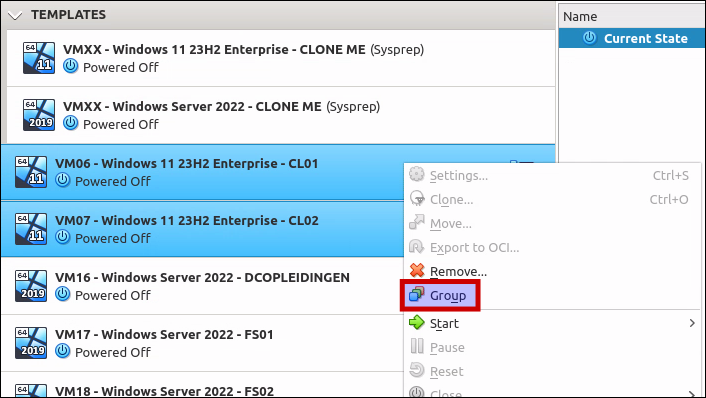 TEMPLATES
VMXX - Windows 11 23H2 Enterprise - CLONE ME (Sysprep)
64
11
Powered Off
VMXX - Windows Server 2022 - CLONE ME (Sysprep)
64
2019
Powered Off
VM06 - Windows 11 23H2 Enterprise - CL01
64
11
Powered Off
VM07 - Windows 11 23H2 Enterprise - CL02
64
11
Powered Off
VM16 - Windows Server 2022 - DCOPLEIDINGEN
64
2019
Powered Off
VM17 - Windows Server 2022 - FS01
64
2019
Powered Off
VM18 - Windows Server 2022 - FS02
64
Name
Current State
Settings... Ctrl+S
Clone... Ctrl+O
Move...
Export to OCI...
Remove...
Group
Start
Pause
Reset
Close